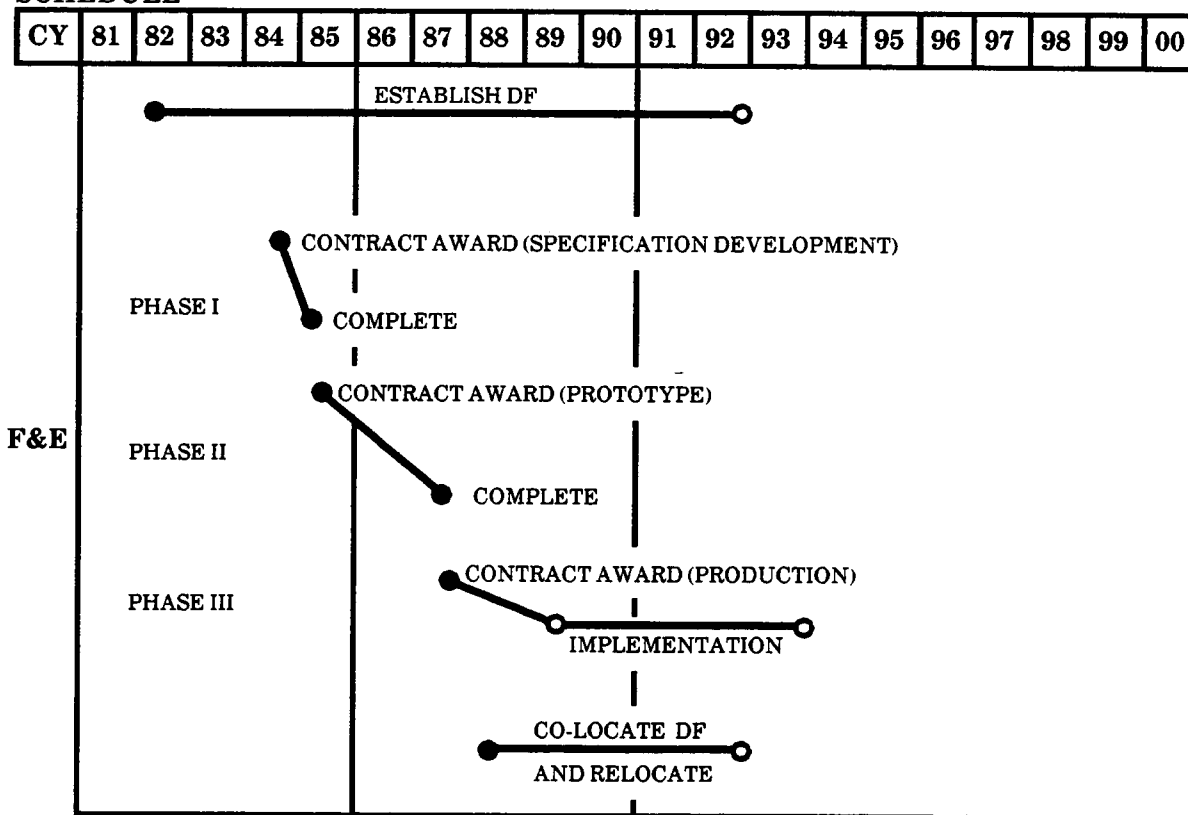 SCHEDULE
CY 81 82 83 84 85 86 87 88 89 90 91 92 93 94 95 96 97 98 99 00
ESTABLISH DF
CONTRACT AWARD (SPECIFICATION DEVELOPMENT)
PHASE I
COMPLETE
CONTRACT AWARD (PROTOTYPE)
F&E
PHASE II
COMPLETE
CONTRACT AWARD (PRODUCTION)
PHASE III
IMPLEMENTATION
CO-LOCATE DF
AND RELOCATE